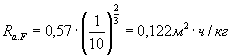 R_{a.F} = 0,57 · (1/10)^{2/3} = 0,122 м² · ч / кг